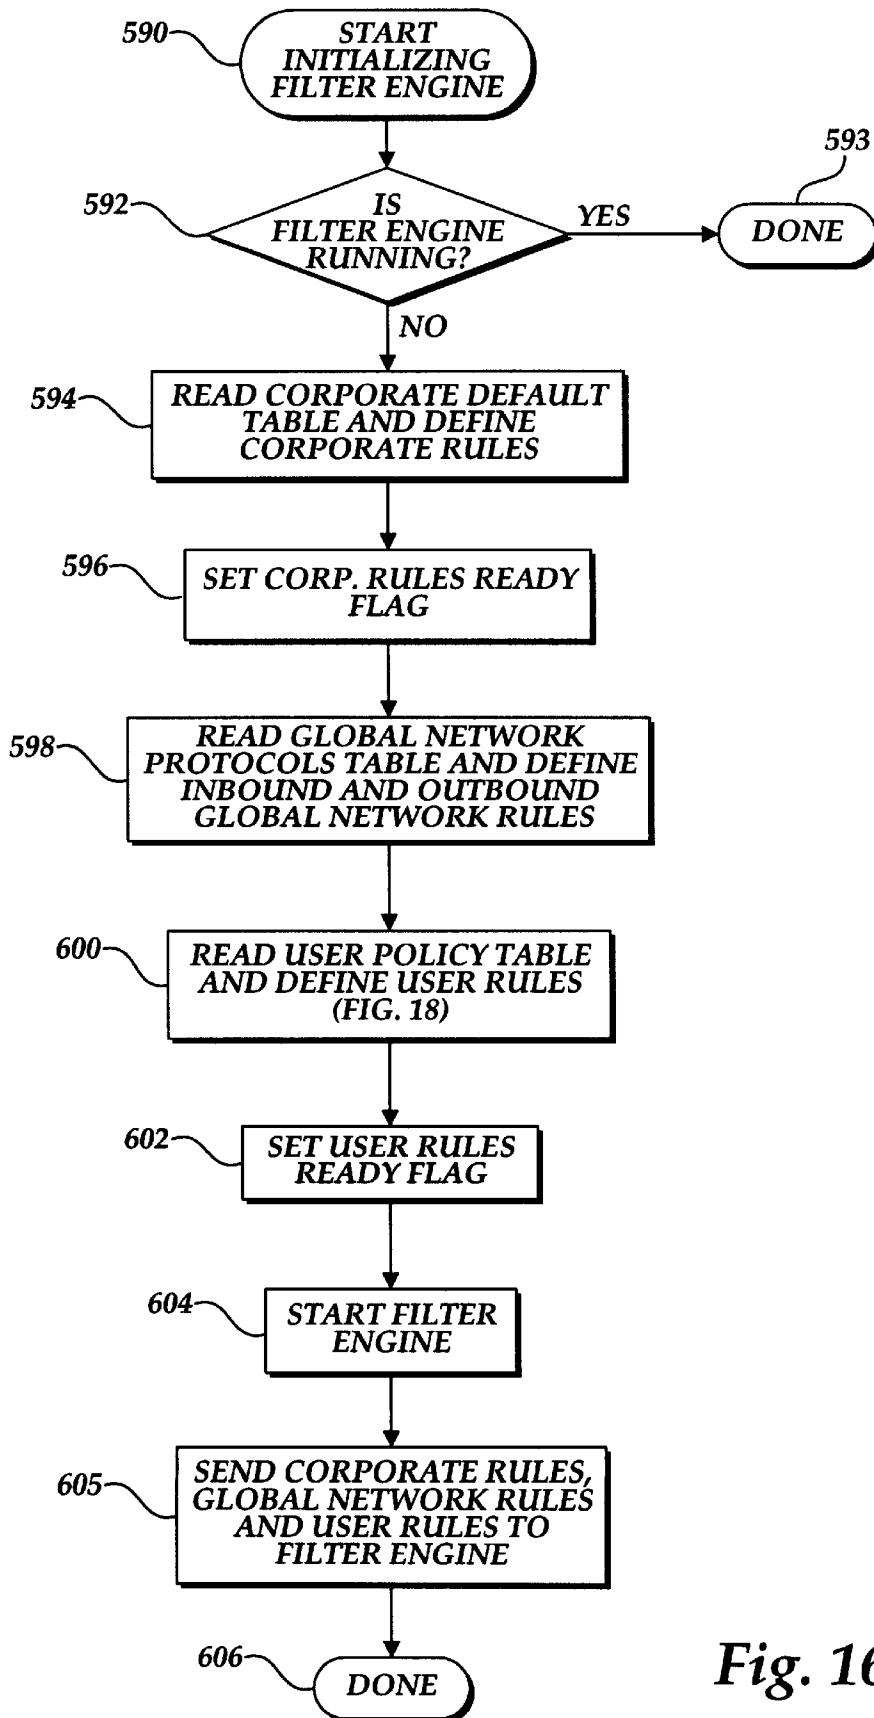 590
START
INITIALIZING
FILTER ENGINE
593
592
IS
FILTER ENGINE
RUNNING?
YES
DONE
NO
594
READ CORPORATE DEFAULT
TABLE AND DEFINE
CORPORATE RULES
596
SET CORP. RULES READY
FLAG
598
READ GLOBAL NETWORK
PROTOCOLS TABLE AND DEFINE
INBOUND AND OUTBOUND
GLOBAL NETWORK RULES
600
READ USER POLICY TABLE
AND DEFINE USER RULES
(FIG. 18)
602
SET USER RULES
READY FLAG
604
START FILTER
ENGINE
605
SEND CORPORATE RULES,
GLOBAL NETWORK RULES
AND USER RULES TO
FILTER ENGINE
606
DONE
Fig. 16